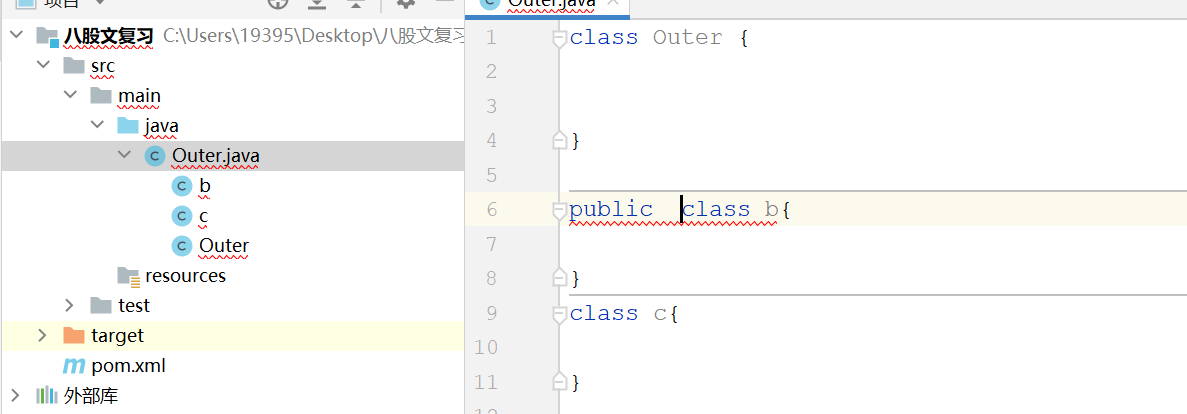 项目
Outer.java
八股文复习 C:\Users\19395\Desktop\八股文复习
src
main
java
Outer.java
b
c
Outer
resources
test
target
pom.xml
外部库
1 class Outer {
2
3
4 }
5
6 public class b{
7
8 }
9 class c{
10
11 }
12